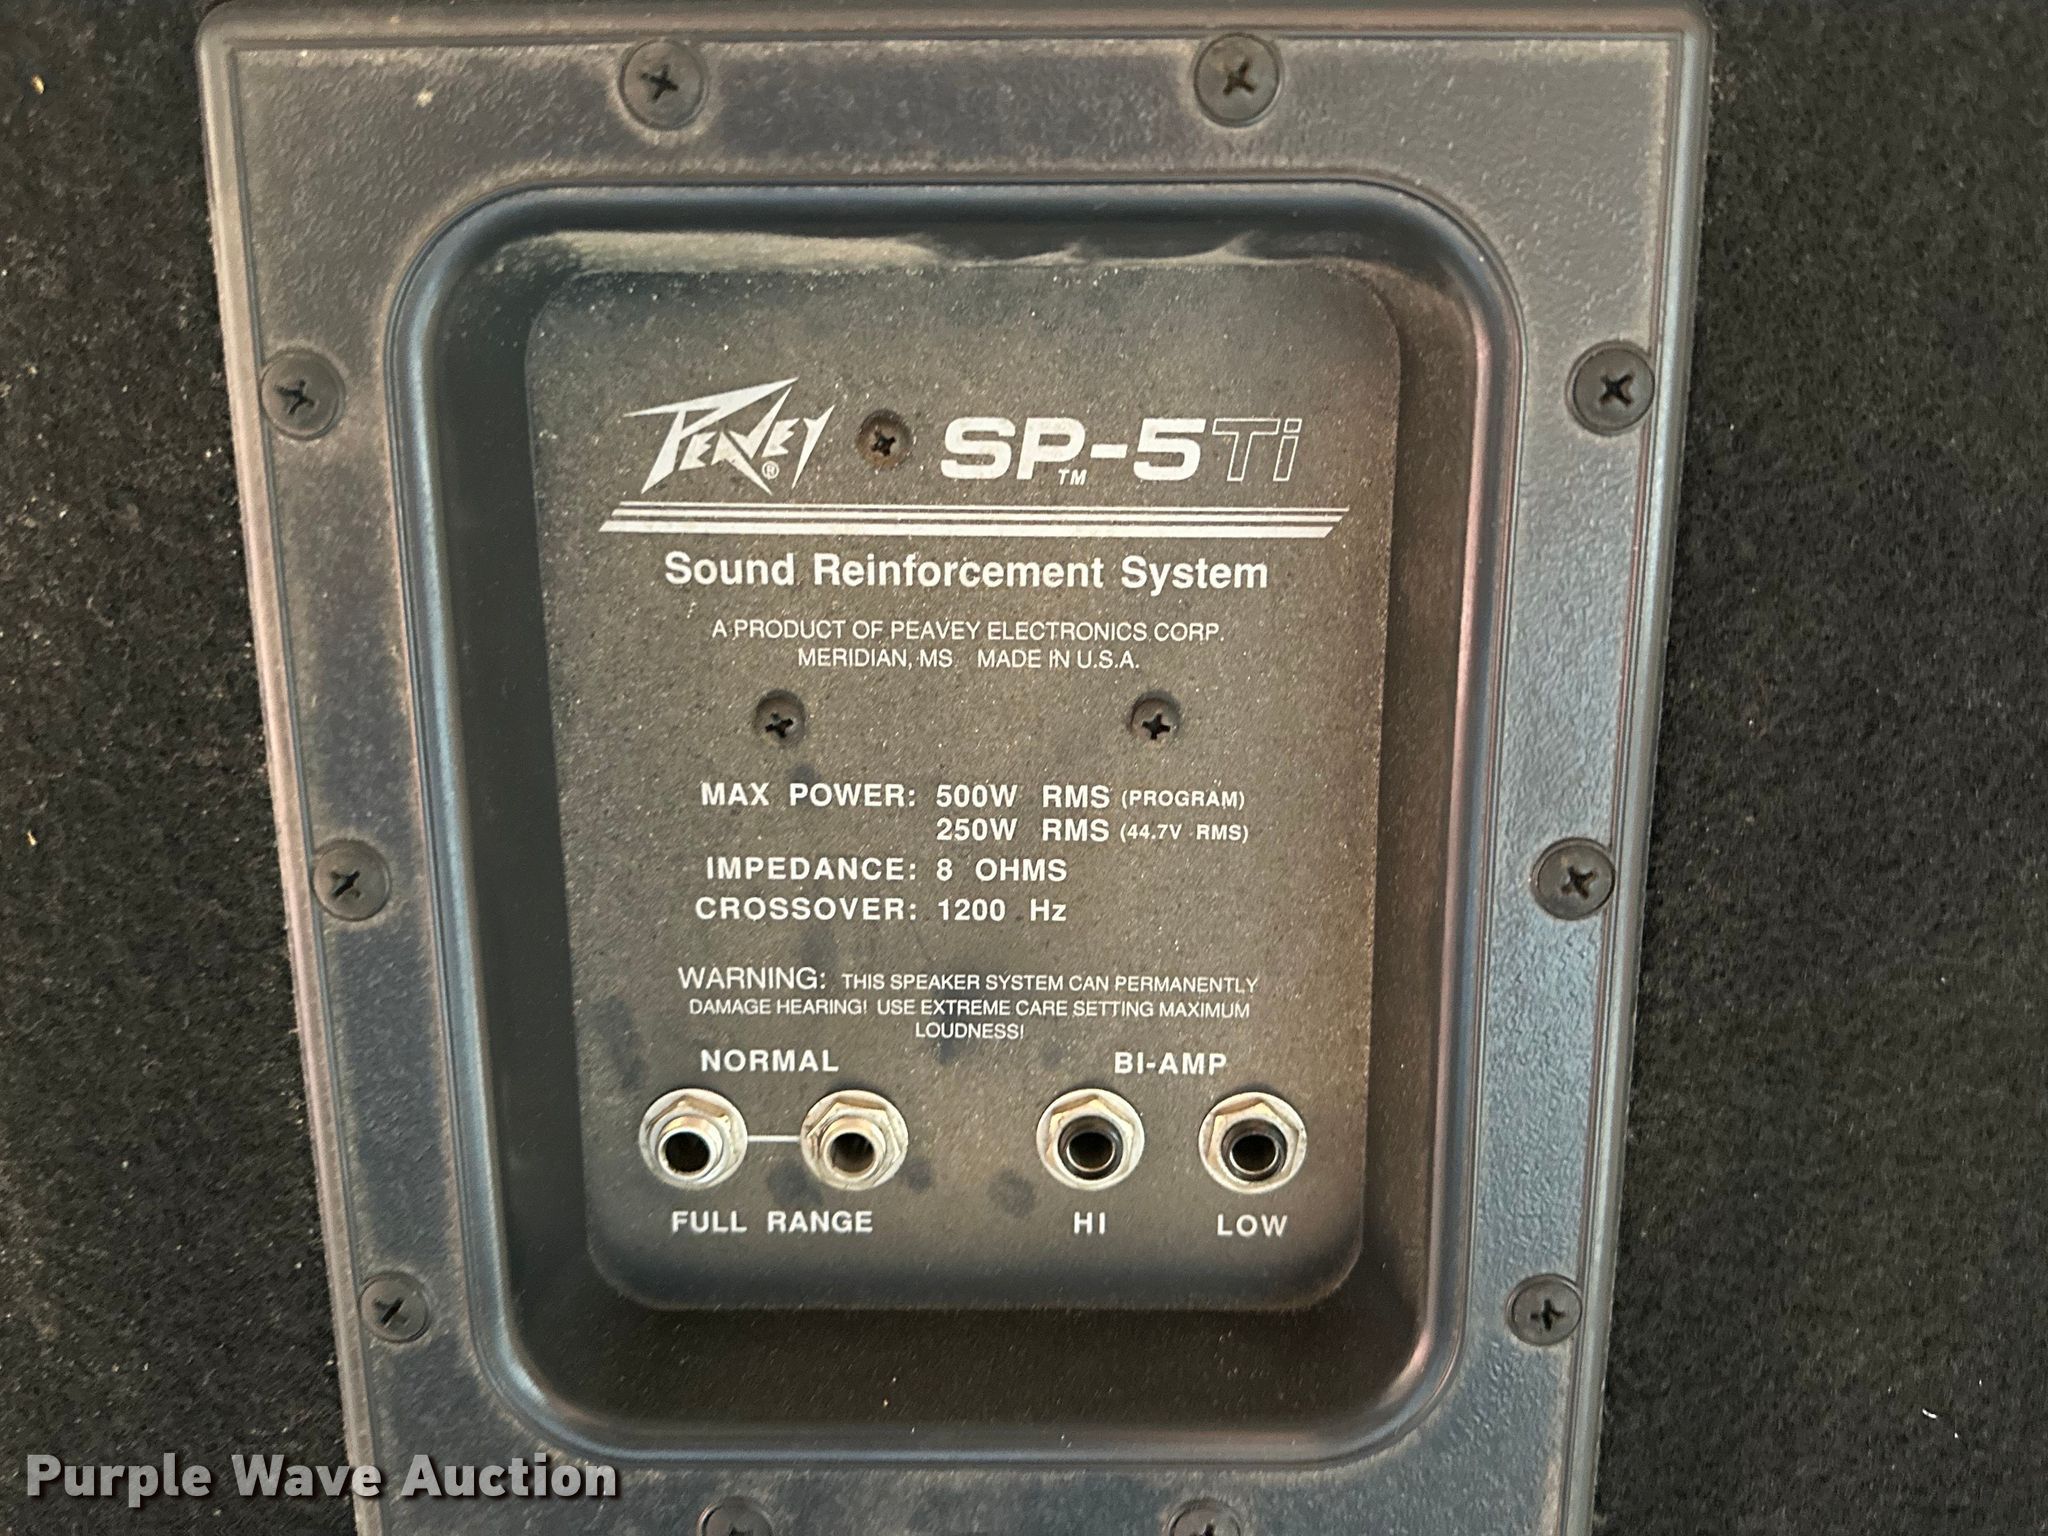 PEAVEY ® SP™-5Ti
Sound Reinforcement System
A PRODUCT OF PEAVEY ELECTRONICS CORP.
MERIDIAN, MS. MADE IN U.S.A.
MAX POWER: 500W RMS (PROGRAM)
250W RMS (44.7V RMS)
IMPEDANCE: 8 OHMS
CROSSOVER: 1200 Hz
WARNING: THIS SPEAKER SYSTEM CAN PERMANENTLY
DAMAGE HEARING! USE EXTREME CARE SETTING MAXIMUM
LOUDNESS!
NORMAL BI-AMP
FULL RANGE HI LOW
Purple Wave Auction